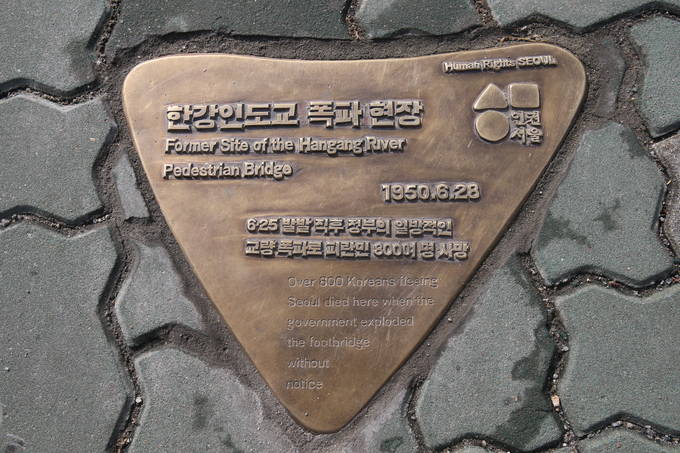 Human Rights SEOUL
인권
서울
한강인도교 폭파 현장
Former Site of the Hangang River
Pedestrian Bridge
1950.6.28
6·25 발발 직후 정부의 일방적인
교량 폭파로 피란민 800여 명 사망
Over 800 Koreans fleeing
Seoul died here when the
government exploded
the footbridge
without
notice